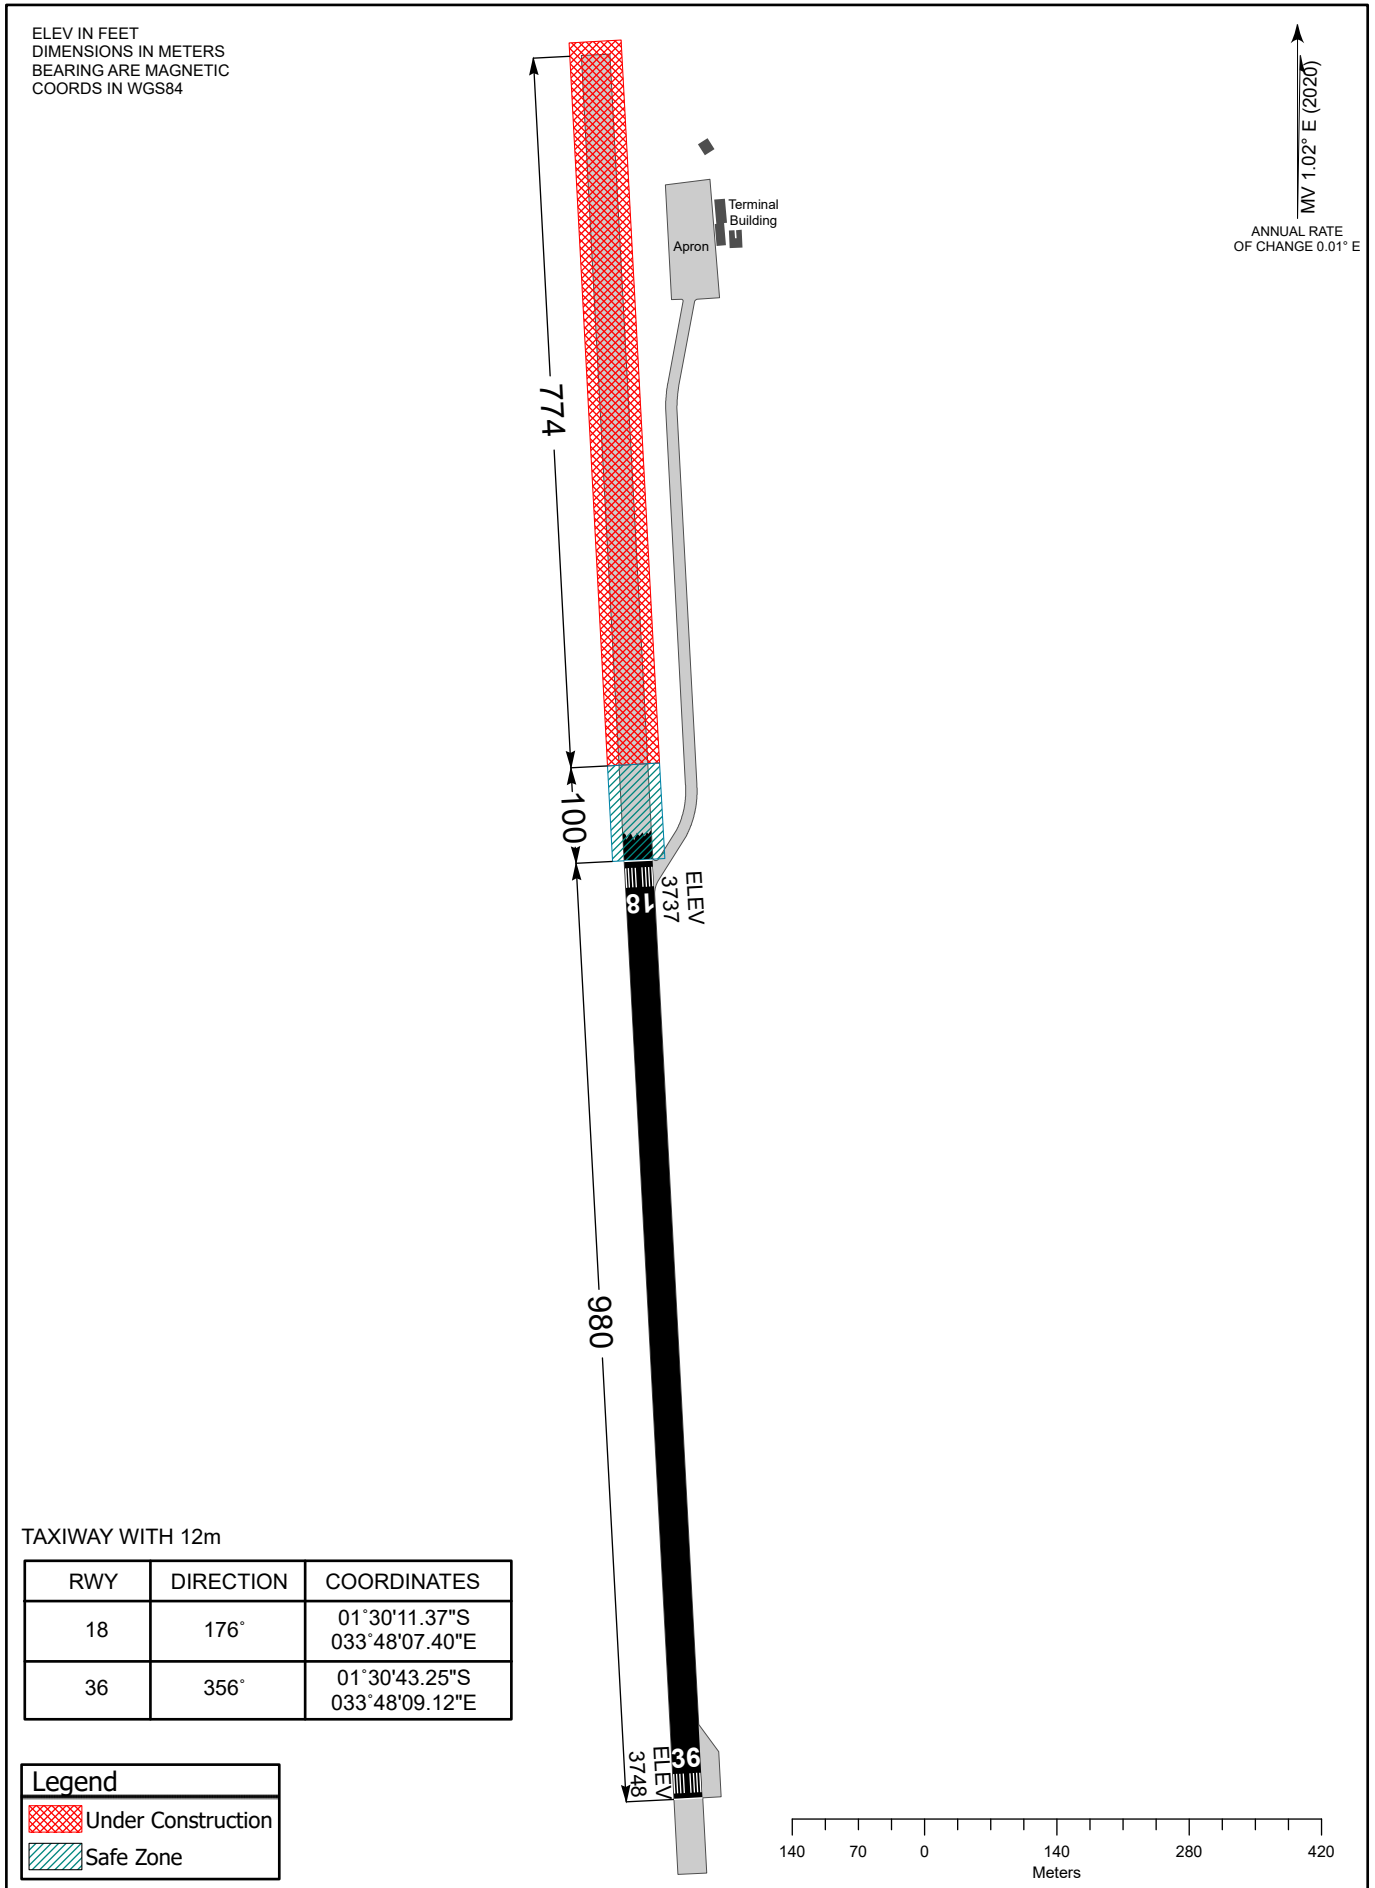 ELEV IN FEET
DIMENSIONS IN METERS
BEARING ARE MAGNETIC
COORDS IN WGS84
MV 1.02° E (2020)
ANNUAL RATE
OF CHANGE 0.01° E
Terminal
Building
Apron
774
100
ELEV
3737
18
980
TAXIWAY WITH 12m
RWY DIRECTION COORDINATES
18 176° 01°30'11.37"S
033°48'07.40"E
36 356° 01°30'43.25"S
033°48'09.12"E
36
ELEV
3748
Legend
Under Construction
Safe Zone
140 70 0 140 280 420
Meters